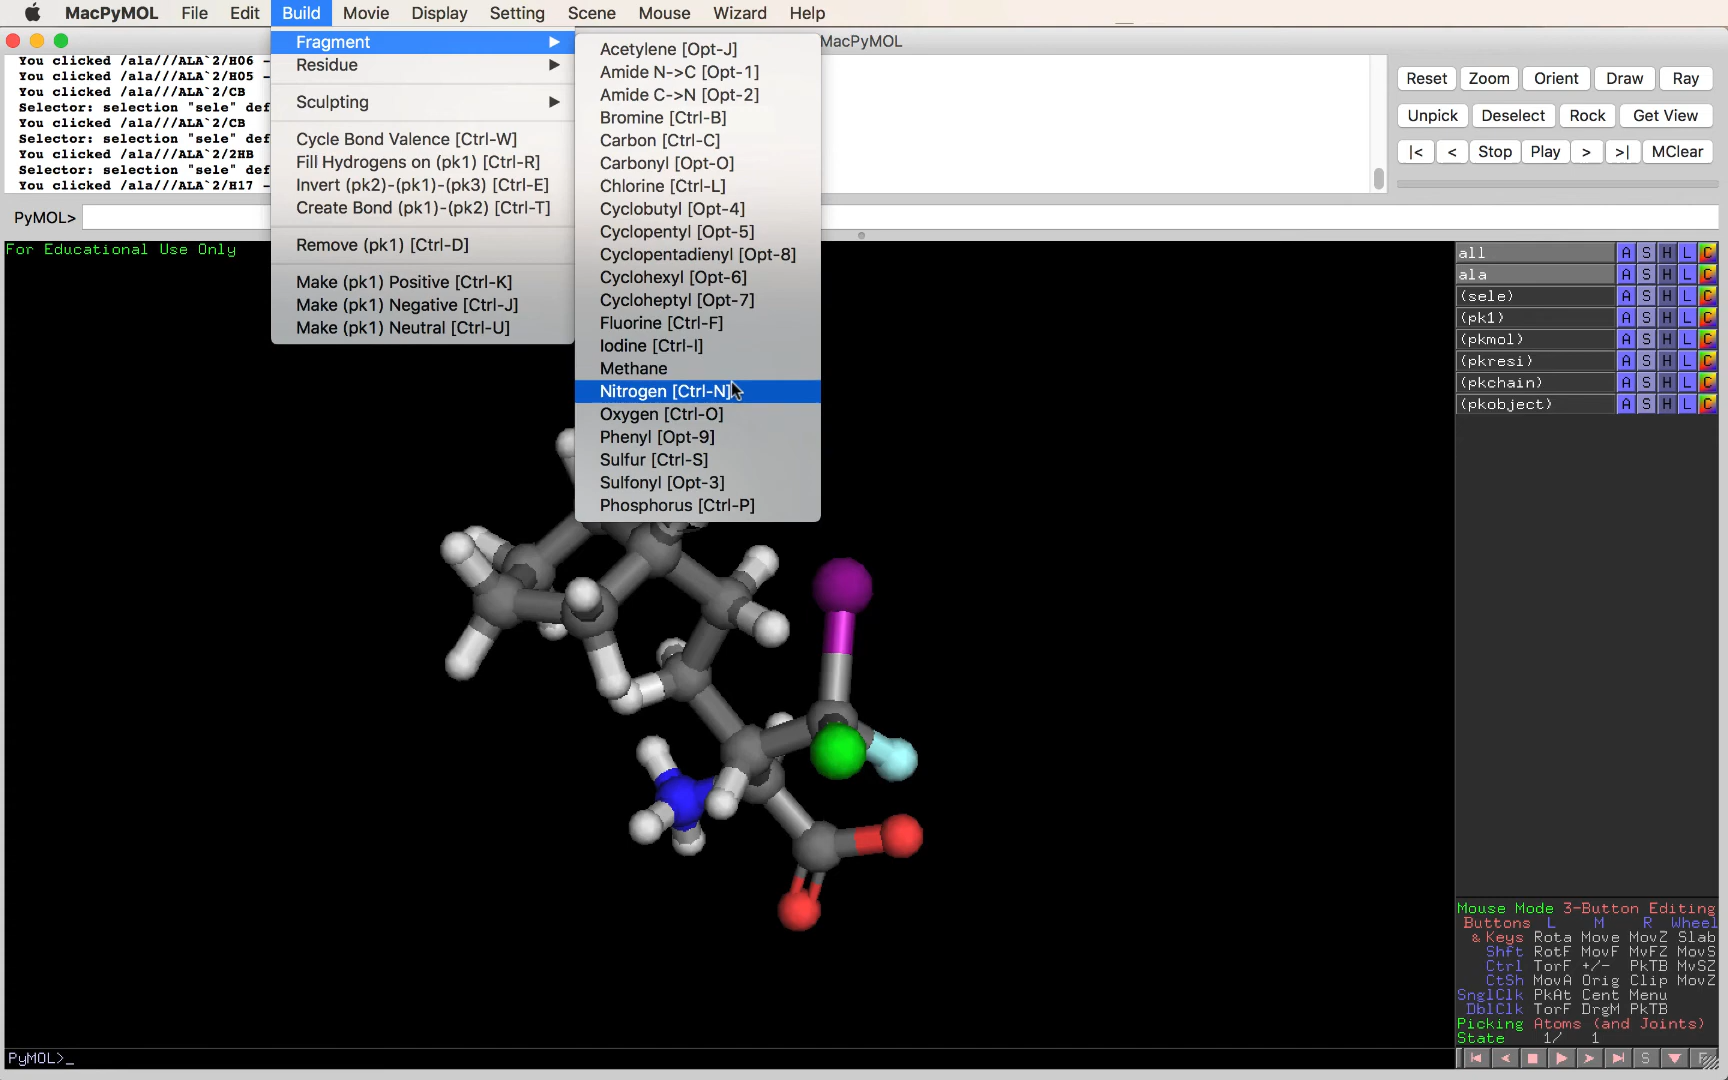 MacPyMOL File Edit Build Movie Display Setting Scene Mouse Wizard Help
MacPyMOL
You clicked /ala///ALA`2/H06 -
You clicked /ala///ALA`2/H05 -
You clicked /ala///ALA`2/CB
Selector: selection "sele" def
You clicked /ala///ALA`2/CB
Selector: selection "sele" def
You clicked /ala///ALA`2/2HB
Selector: selection "sele" def
You clicked /ala///ALA`2/H17 -
PyMOL>
Fragment
Residue
Sculpting
Cycle Bond Valence [Ctrl-W]
Fill Hydrogens on (pk1) [Ctrl-R]
Invert (pk2)-(pk1)-(pk3) [Ctrl-E]
Create Bond (pk1)-(pk2) [Ctrl-T]
Remove (pk1) [Ctrl-D]
Make (pk1) Positive [Ctrl-K]
Make (pk1) Negative [Ctrl-J]
Make (pk1) Neutral [Ctrl-U]
Acetylene [Opt-J]
Amide N->C [Opt-1]
Amide C->N [Opt-2]
Bromine [Ctrl-B]
Carbon [Ctrl-C]
Carbonyl [Opt-O]
Chlorine [Ctrl-L]
Cyclobutyl [Opt-4]
Cyclopentyl [Opt-5]
Cyclopentadienyl [Opt-8]
Cyclohexyl [Opt-6]
Cycloheptyl [Opt-7]
Fluorine [Ctrl-F]
Iodine [Ctrl-I]
Methane
Nitrogen [Ctrl-N]
Oxygen [Ctrl-O]
Phenyl [Opt-9]
Sulfur [Ctrl-S]
Sulfonyl [Opt-3]
Phosphorus [Ctrl-P]
Reset Zoom Orient Draw Ray
Unpick Deselect Rock Get View
|< < Stop Play > >| MClear
For Educational Use Only
all A S H L C
ala A S H L C
(sele) A S H L C
(pk1) A S H L C
(pkmol) A S H L C
(pkresi) A S H L C
(pkchain) A S H L C
(pkobject) A S H L C
Mouse Mode 3-Button Editing
Buttons L M R Wheel
& Keys Rota Move MovZ Slab
Shft RotF MovF MvFZ MovS
Ctrl TorF +/- PkTB MvSZ
CtSh MovA Orig Clip MovZ
SnglClk PkAt Cent Menu
DblClk TorF DrgM PkTB
Picking Atoms (and Joints)
State 1/ 1
PyMOL>_
S F